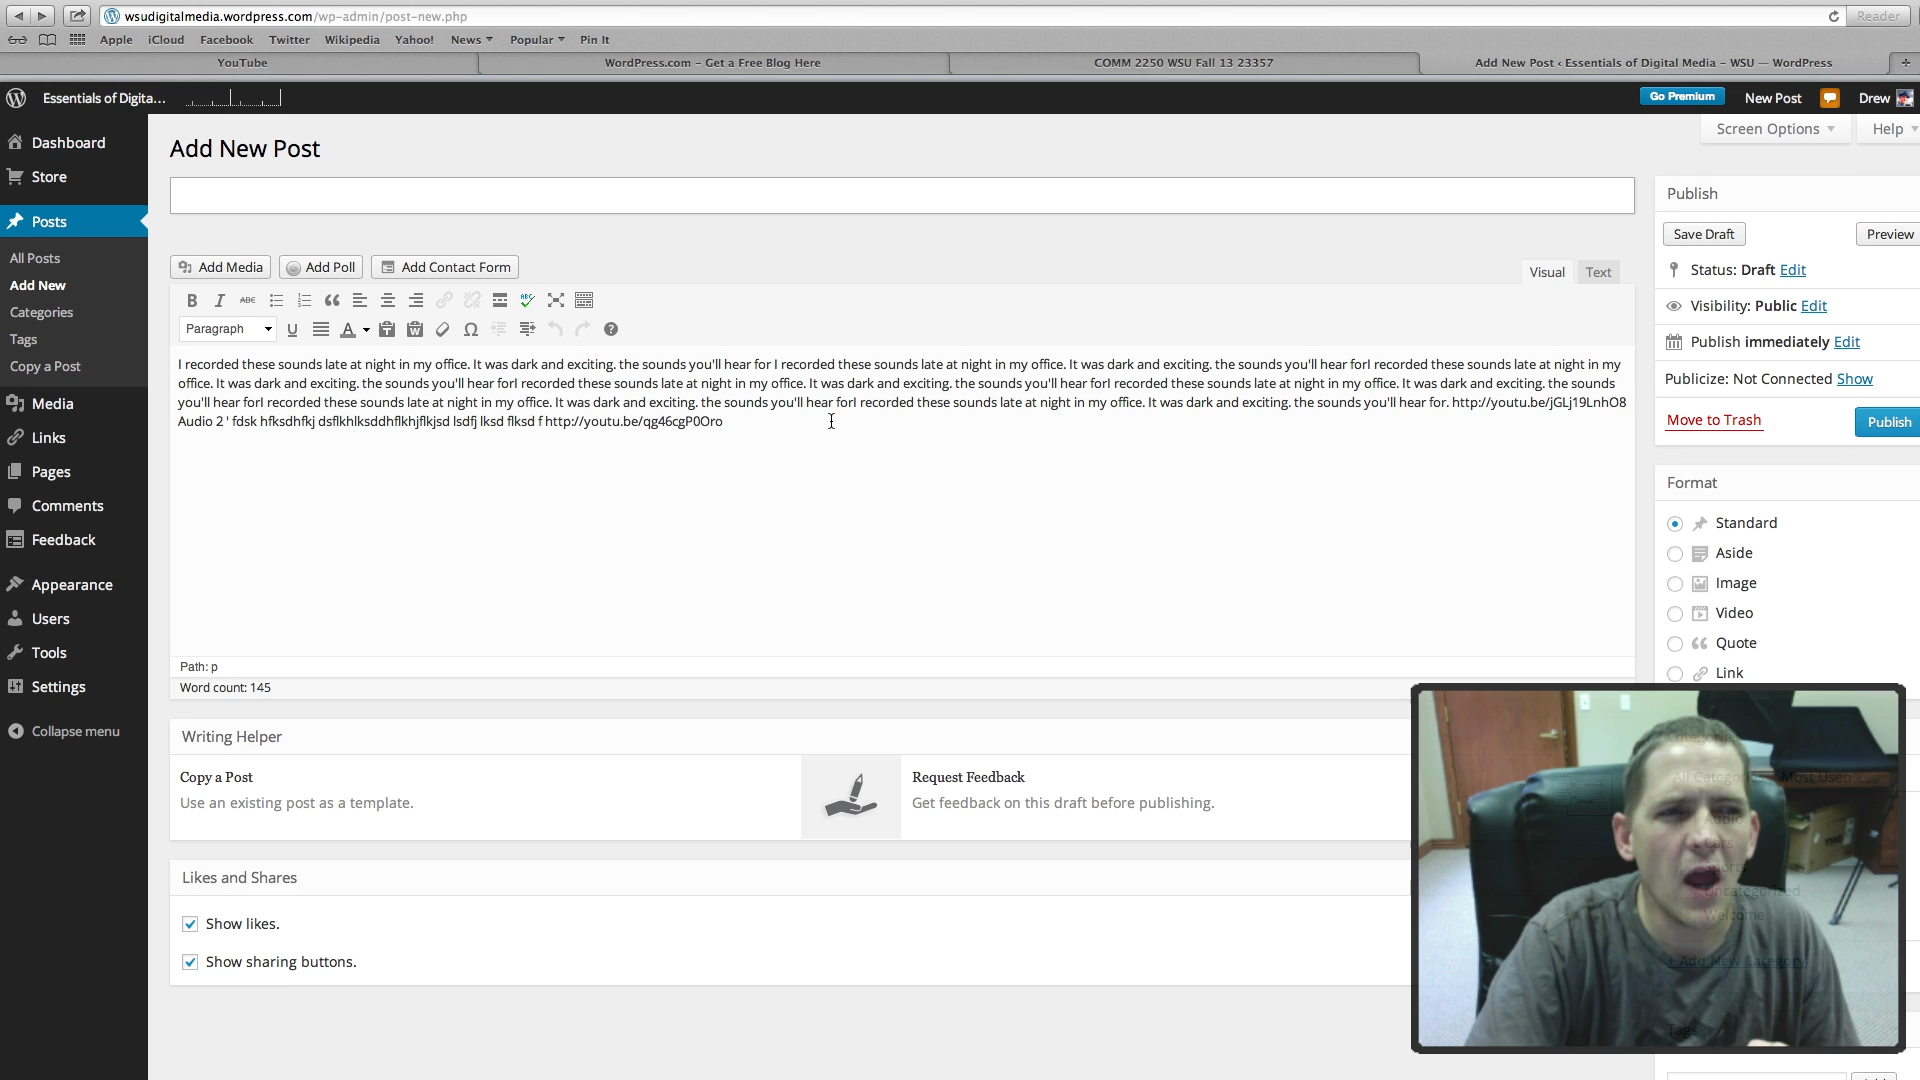 wsudigitalmedia.wordpress.com/wp-admin/post-new.php
Reader
Apple iCloud Facebook Twitter Wikipedia Yahoo! News Popular Pin It
YouTube
WordPress.com – Get a Free Blog Here
COMM 2250 WSU Fall 13 23357
Add New Post ‹ Essentials of Digital Media – WSU — WordPress
Essentials of Digita...
Go Premium
New Post
Drew
Screen Options
Help
Dashboard
Store
Posts
All Posts
Add New
Categories
Tags
Copy a Post
Media
Links
Pages
Comments
Feedback
Appearance
Users
Tools
Settings
Collapse menu
Add New Post
Add Media
Add Poll
Add Contact Form
Visual
Text
B I ABC
ABC
Paragraph
U
A
T
W
Ω
I recorded these sounds late at night in my office. It was dark and exciting. the sounds you'll hear for I recorded these sounds late at night in my office. It was dark and exciting. the sounds you'll hear forI recorded these sounds late at night in my
office. It was dark and exciting. the sounds you'll hear forI recorded these sounds late at night in my office. It was dark and exciting. the sounds you'll hear forI recorded these sounds late at night in my office. It was dark and exciting. the sounds
you'll hear forI recorded these sounds late at night in my office. It was dark and exciting. the sounds you'll hear forI recorded these sounds late at night in my office. It was dark and exciting. the sounds you'll hear for. http://youtu.be/jGLj19LnhO8
Audio 2 ' fdsk hfksdhfkj dsflkhlksddhflkhjflkjsd lsdfj lksd flksd f http://youtu.be/qg46cgP0Oro
Path: p
Word count: 145
Writing Helper
Copy a Post
Use an existing post as a template.
Request Feedback
Get feedback on this draft before publishing.
Likes and Shares
Show likes.
Show sharing buttons.
Publish
Save Draft
Preview
Status: Draft Edit
Visibility: Public Edit
Publish immediately Edit
Publicize: Not Connected Show
Move to Trash
Publish
Format
Standard
Aside
Image
Video
Quote
Link
Most Used
Audio
Uncategorized
Welcome
+ Add New Category
Tags